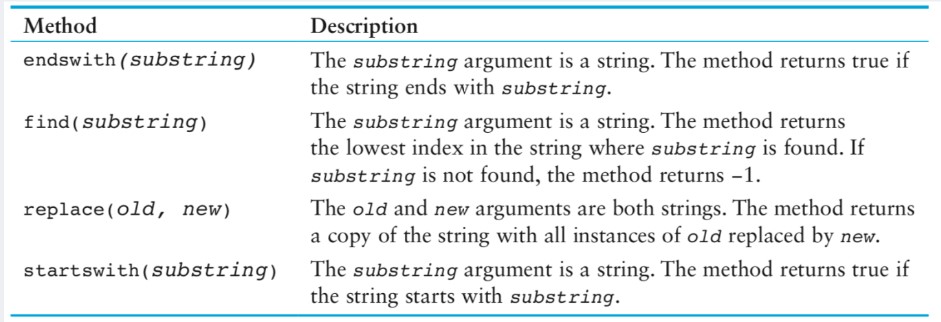 Method Description
endswith(substring) The substring argument is a string. The method returns true if
the string ends with substring.
find(substring) The substring argument is a string. The method returns
the lowest index in the string where substring is found. If
substring is not found, the method returns −1.
replace(old, new) The old and new arguments are both strings. The method returns
a copy of the string with all instances of old replaced by new.
startswith(substring) The substring argument is a string. The method returns true if
the string starts with substring.